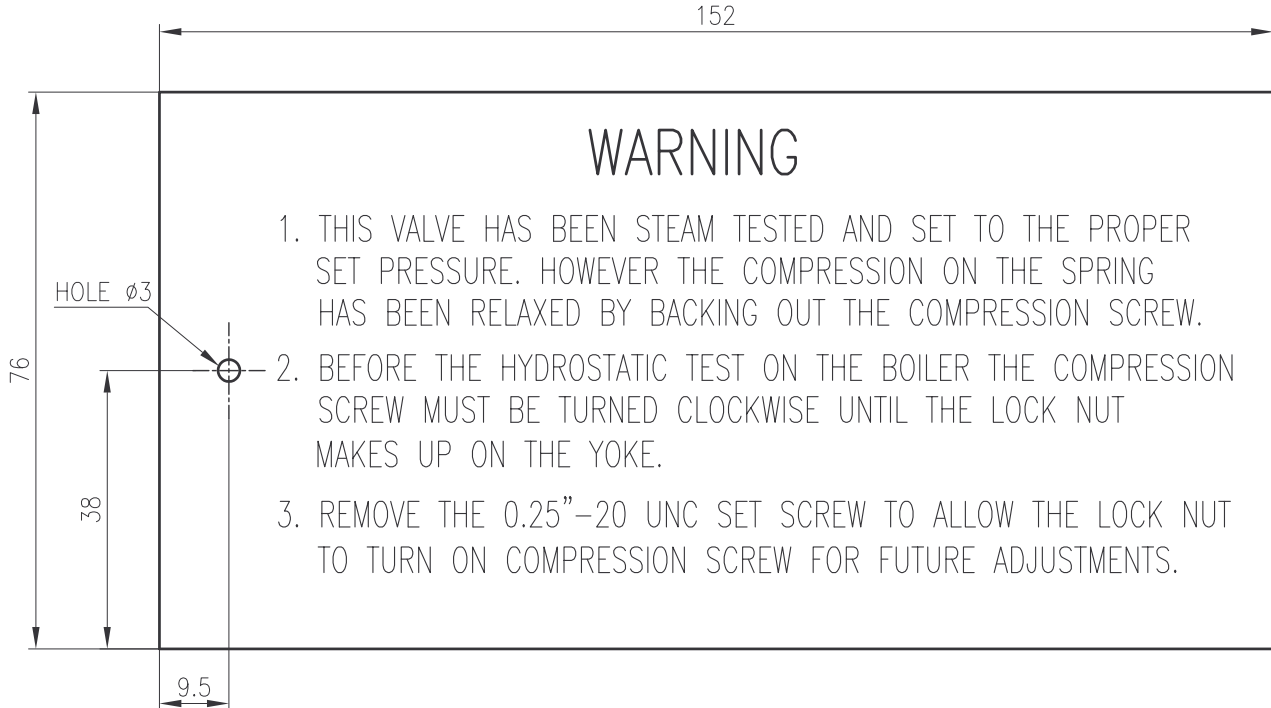 152
WARNING
1. THIS VALVE HAS BEEN STEAM TESTED AND SET TO THE PROPER
SET PRESSURE. HOWEVER THE COMPRESSION ON THE SPRING
HAS BEEN RELAXED BY BACKING OUT THE COMPRESSION SCREW.
HOLE ø3
76
2. BEFORE THE HYDROSTATIC TEST ON THE BOILER THE COMPRESSION
SCREW MUST BE TURNED CLOCKWISE UNTIL THE LOCK NUT
MAKES UP ON THE YOKE.
38
3. REMOVE THE 0.25”-20 UNC SET SCREW TO ALLOW THE LOCK NUT
TO TURN ON COMPRESSION SCREW FOR FUTURE ADJUSTMENTS.
9.5